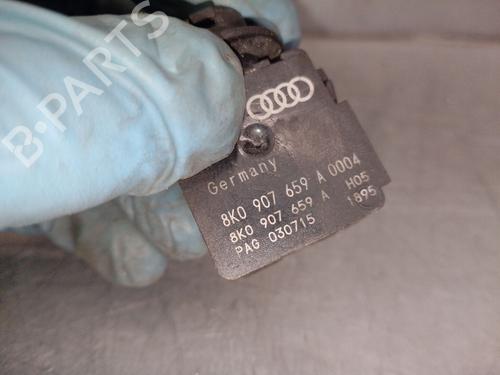 B-PARTS
Germany
8K0 907 659 A 0004
8K0 907 659 A H05
PAG 030715 1895